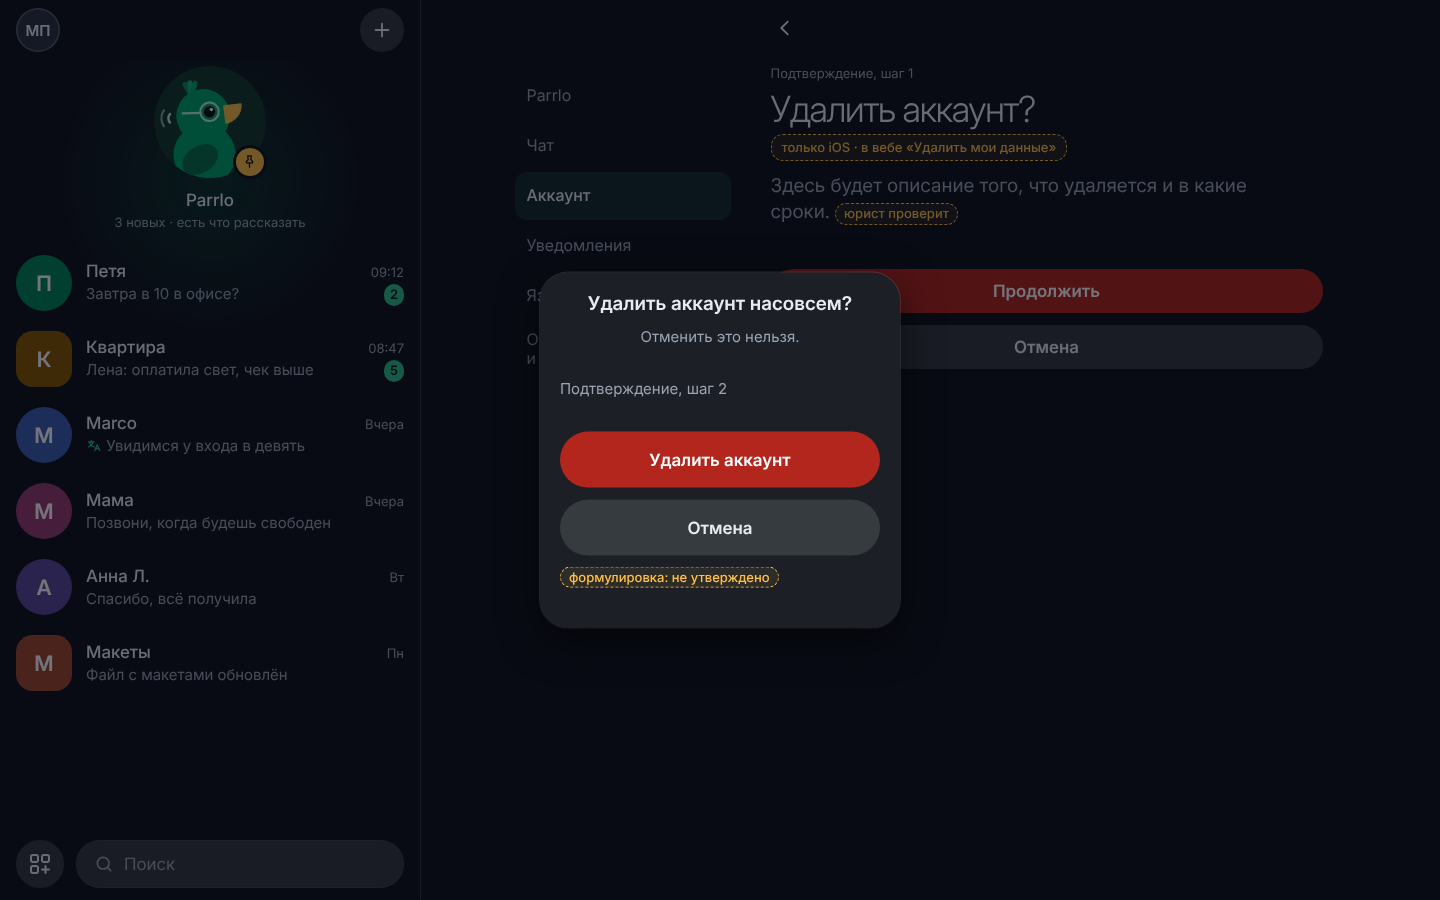 МП
Parrlo
3 новых · есть что рассказать
Петя
09:12
Завтра в 10 в офисе?
2
П
Квартира
08:47
Лена: оплатила свет, чек выше
5
К
Marco
Вчера
Увидимся у входа в девять
M
Мама
Вчера
Позвони, когда будешь свободен
М
Анна Л.
Вт
Спасибо, всё получила
А
Макеты
Пн
Файл с макетами обновлён
М
Поиск
Parrlo
Чат
Аккаунт
Уведомления
Подтверждение, шаг 1
Удалить аккаунт?
только iOS · в вебе «Удалить мои данные»
Здесь будет описание того, что удаляется и в какие
сроки. юрист проверит
Продолжить
Отмена
Удалить аккаунт насовсем?
Отменить это нельзя.
Подтверждение, шаг 2
Удалить аккаунт
Отмена
формулировка: не утверждено